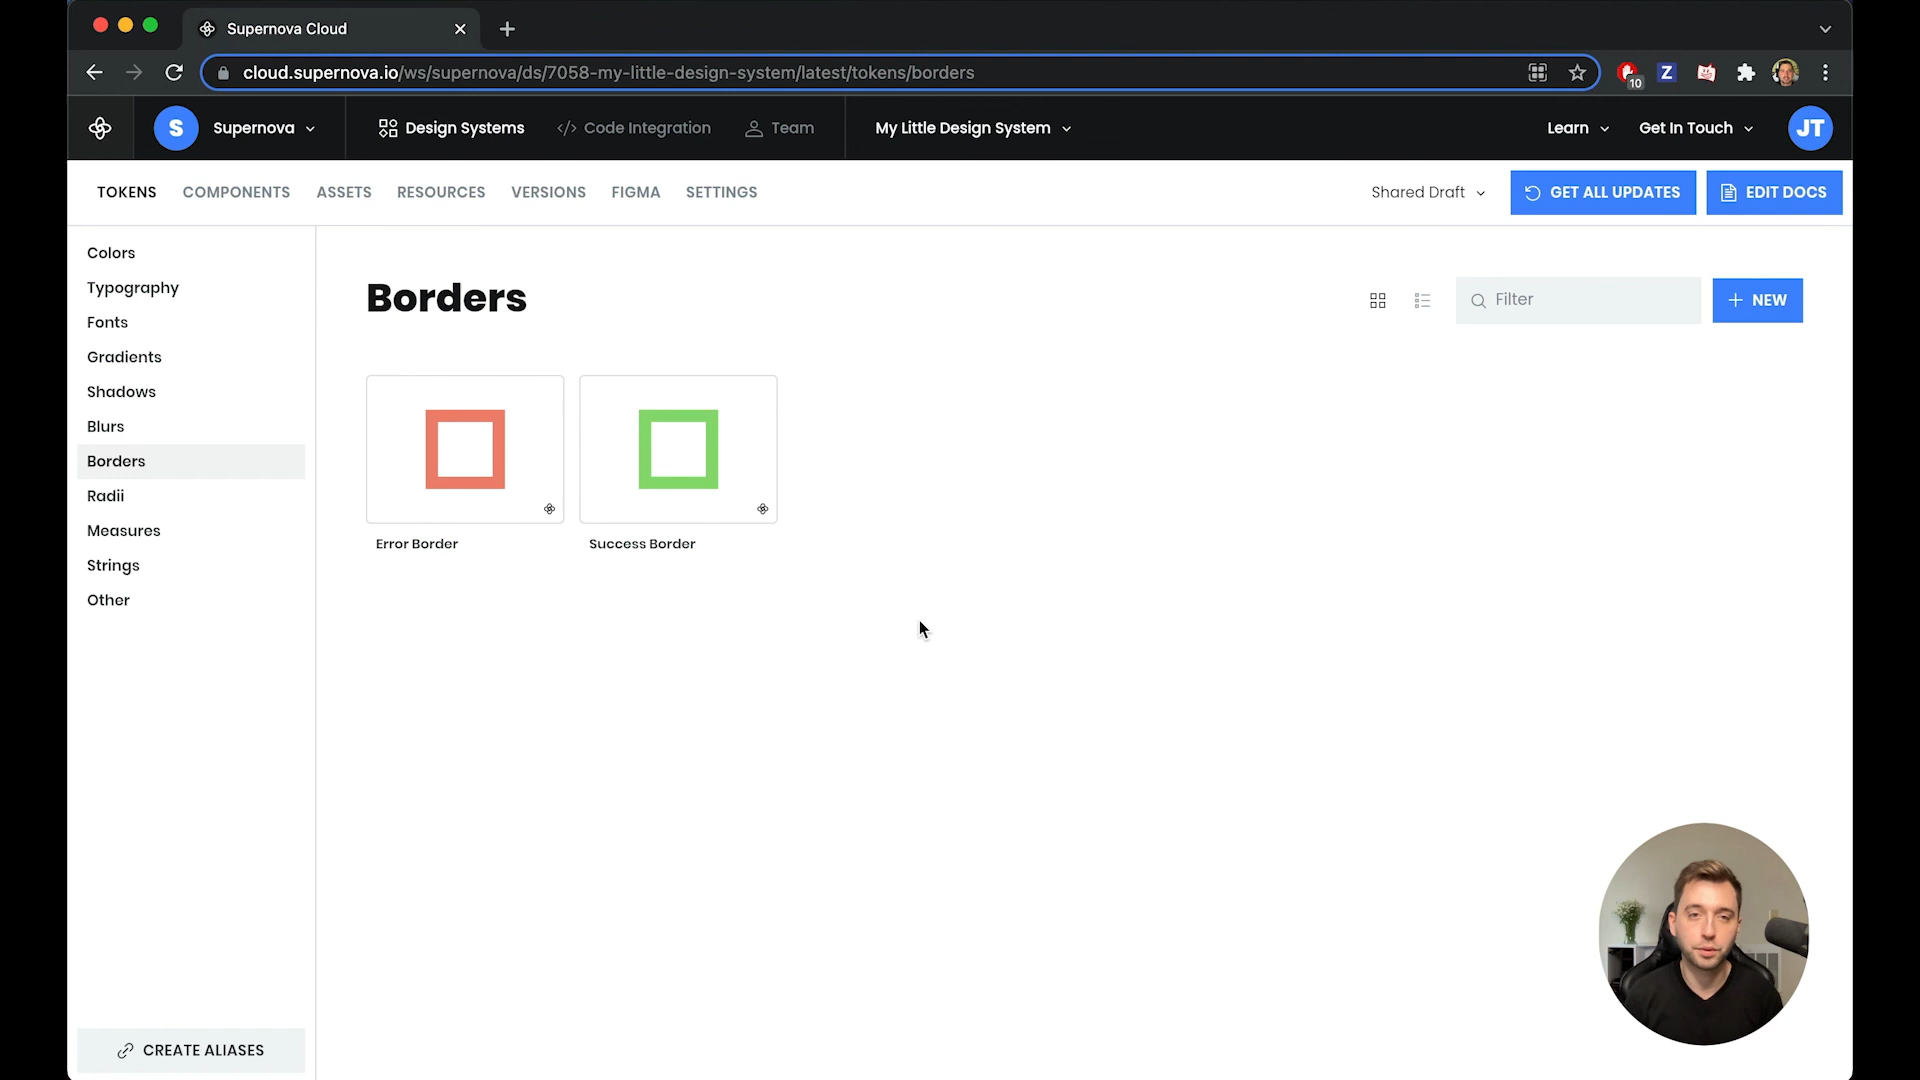 Supernova Cloud
cloud.supernova.io/ws/supernova/ds/7058-my-little-design-system/latest/tokens/borders
10
Z
S
Supernova
Design Systems
</> Code Integration
Team
My Little Design System
Learn
Get In Touch
JT
TOKENS
COMPONENTS
ASSETS
RESOURCES
VERSIONS
FIGMA
SETTINGS
Shared Draft
GET ALL UPDATES
EDIT DOCS
Colors
Typography
Fonts
Gradients
Shadows
Blurs
Borders
Radii
Measures
Strings
Other
CREATE ALIASES
Borders
Filter
+ NEW
Error Border
Success Border